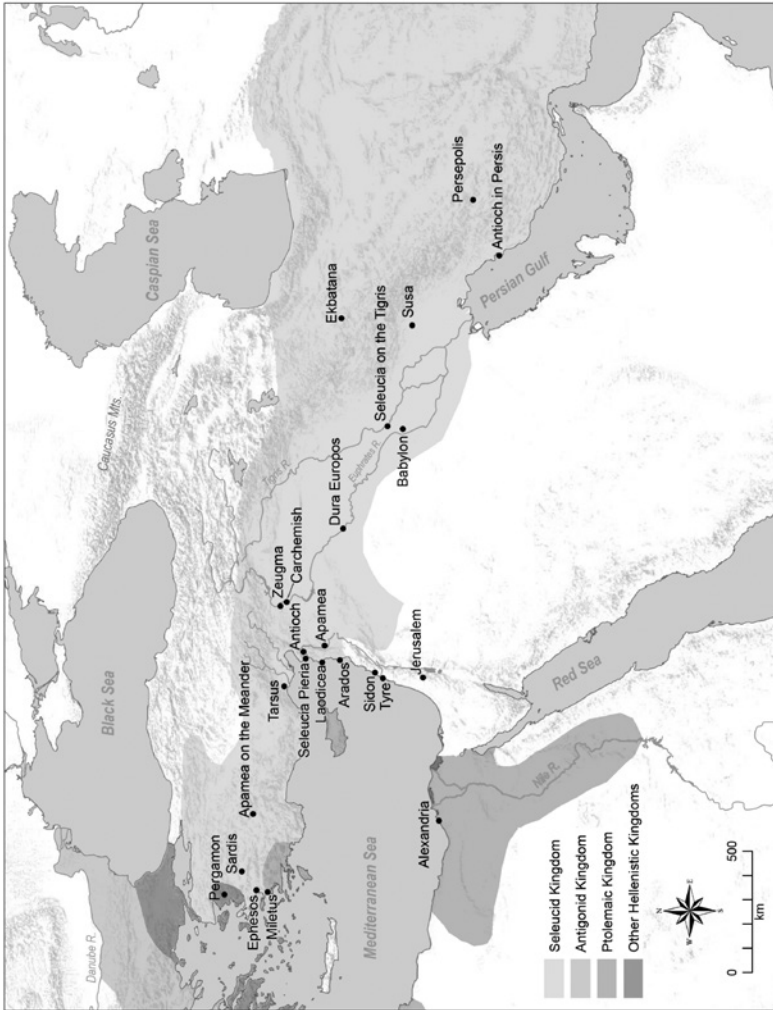 Black Sea
Caspian Sea
Caucasus Mts.
Danube R.
Pergamon
Sardis
Apamea on the Meander
Ephesos
Miletus
Tarsus
Zeugma
Carchemish
Antioch
Seleucia Pieria
Apamea
Laodicea
Arados
Sidon
Tyre
Jerusalem
Tigris R.
Euphrates R.
Dura Europos
Ekbatana
Seleucia on the Tigris
Babylon
Susa
Persepolis
Antioch in Persis
Persian Gulf
Mediterranean Sea
Alexandria
Nile R.
Red Sea
Seleucid Kingdom
Antigonid Kingdom
Ptolemaic Kingdom
Other Hellenistic Kingdoms
N
W
E
S
0
500
km